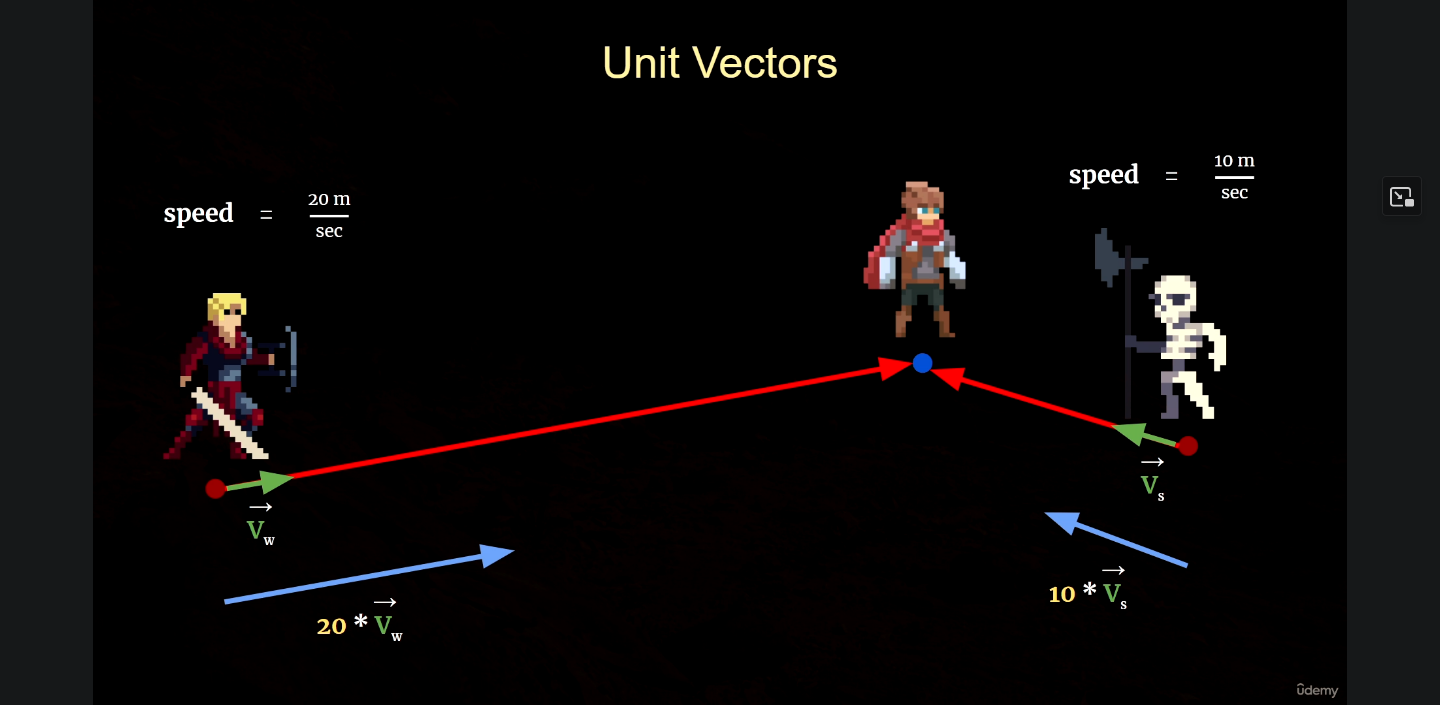 Unit Vectors
speed = 20 m
sec
speed = 10 m
sec
Vw
Vs
20 * Vw
10 * Vs
ûdemy